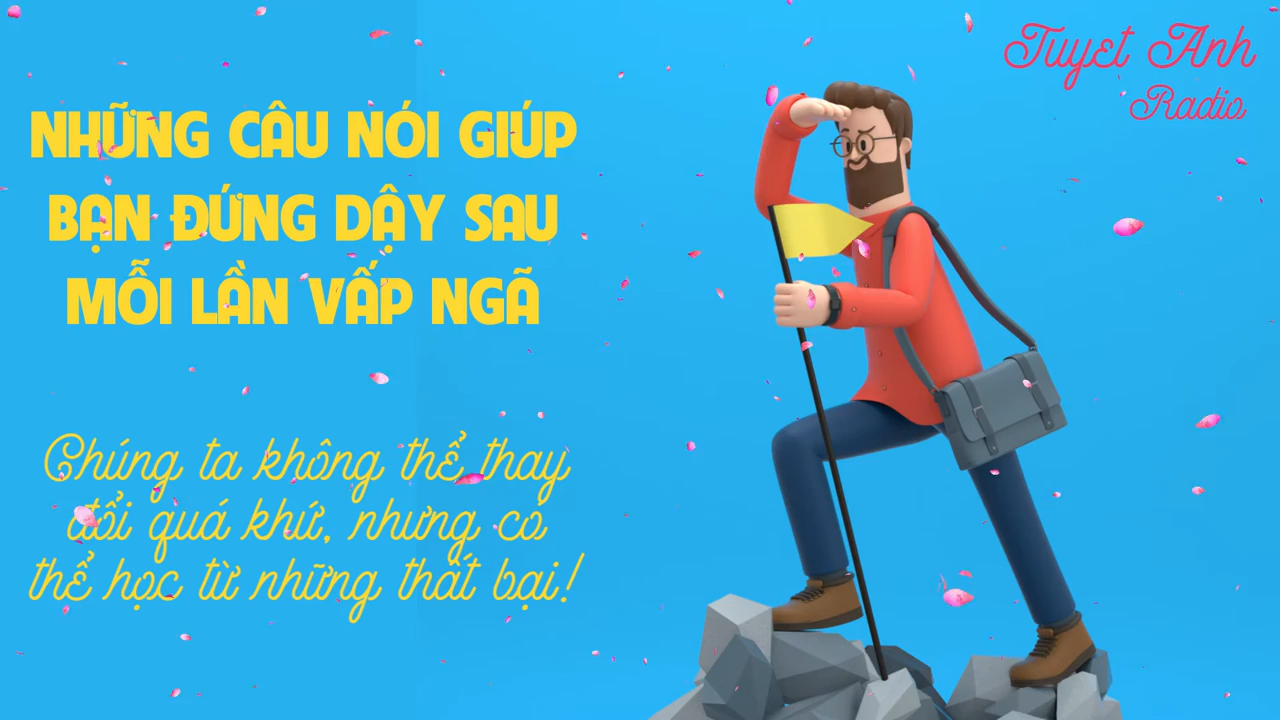 Tuyet Anh
Radio
NHỮNG CÂU NÓI GIÚP
BẠN ĐỨNG DẬY SAU
MỖI LẦN VẤP NGÃ
Chúng ta không thể thay
đổi quá khứ, nhưng có
thể học từ những thất bại!